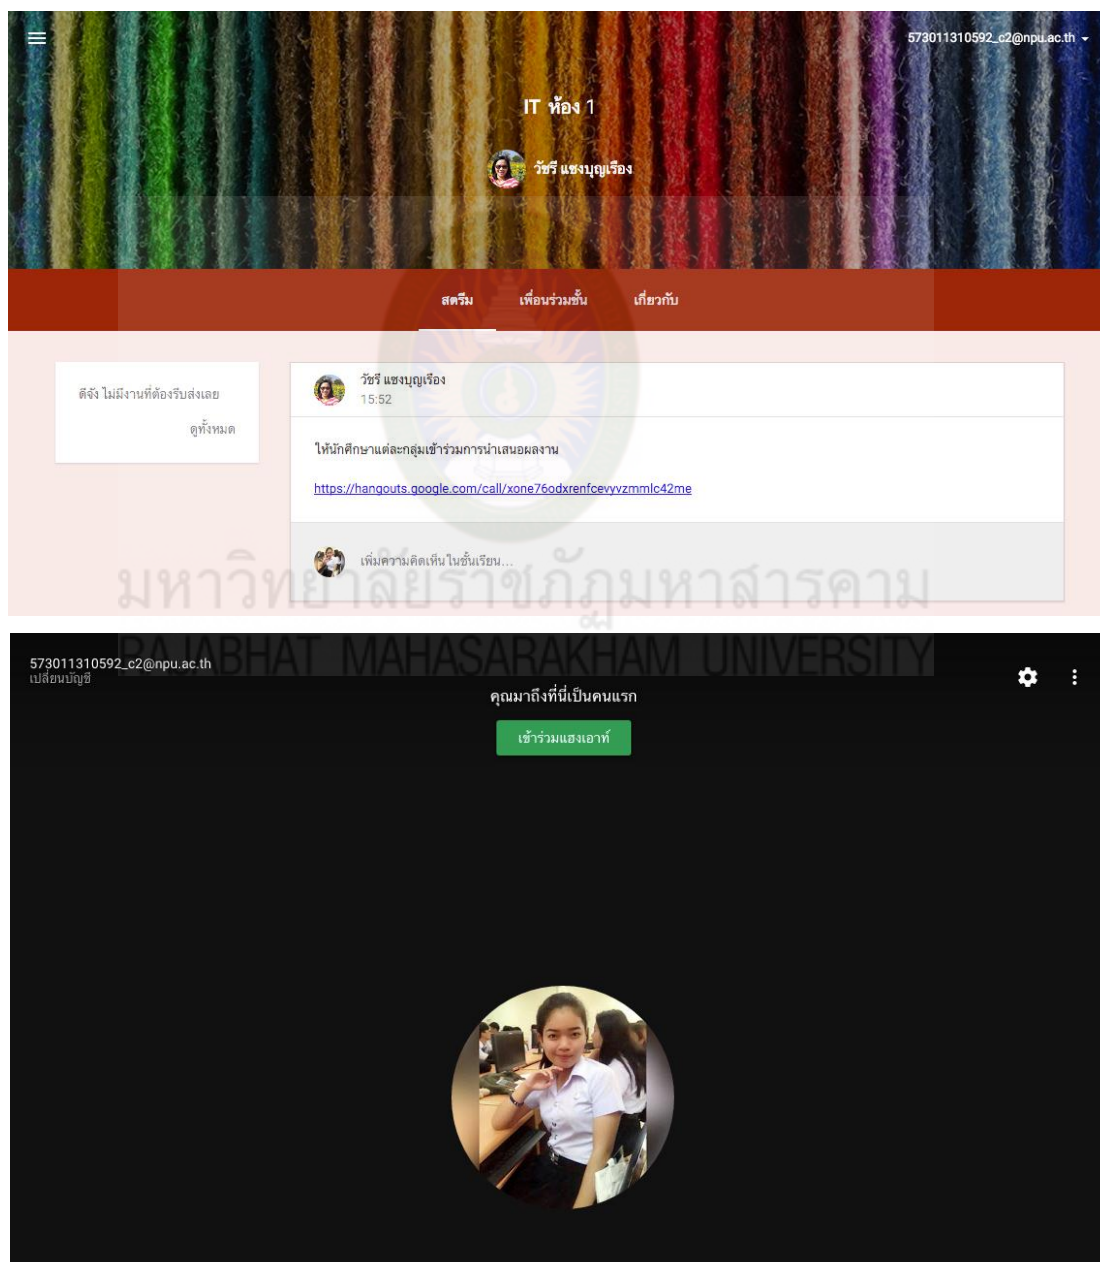 573011310592_c2@npu.ac.th
IT ห้อง 1
วัชรี แซงบุญเรือง
สตรีม เพื่อนร่วมชั้น เกี่ยวกับ
ดีจัง ไม่มีงานที่ต้องรีบส่งเลย
ดูทั้งหมด
วัชรี แซงบุญเรือง
15:52
ให้นักศึกษาแต่ละกลุ่มเข้าร่วมการนำเสนอผลงาน
https://hangouts.google.com/call/xone76odxrenfcevyvzmmlc42me
เพิ่มความคิดเห็นในชั้นเรียน...
มหาวิทยาลัยราชภัฏมหาสารคาม
RAJABHAT MAHASARAKHAM UNIVERSITY
573011310592_c2@npu.ac.th
เปลี่ยนบัญชี
คุณมาถึงที่นี่เป็นคนแรก
เข้าร่วมแฮงเอาท์